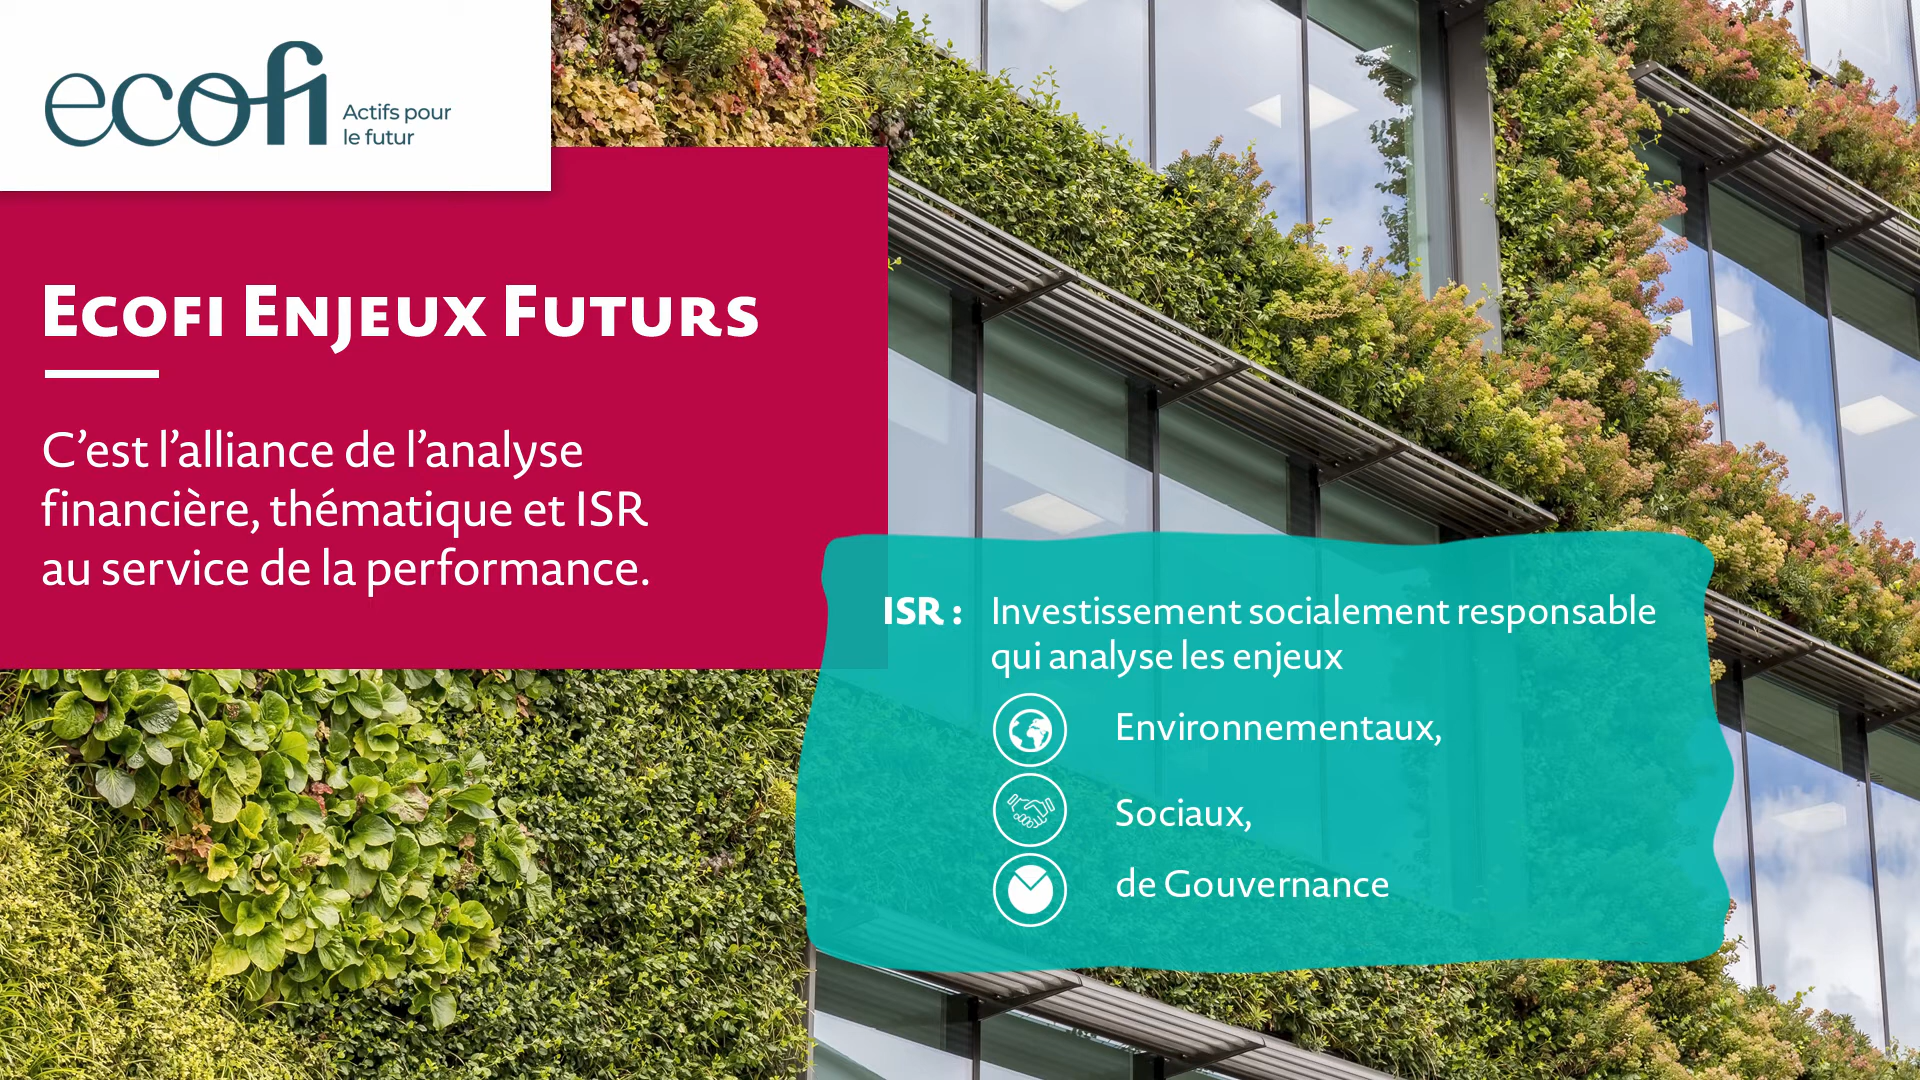 ecofi Actifs pour
le futur
Ecofi Enjeux Futurs
C’est l’alliance de l’analyse
financière, thématique et ISR
au service de la performance.
ISR : Investissement socialement responsable
qui analyse les enjeux
Environnementaux,
Sociaux,
de Gouvernance